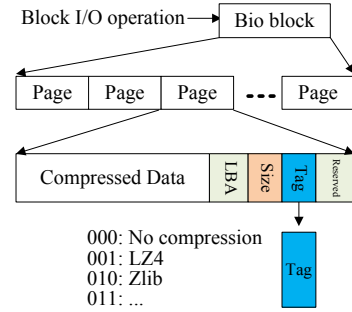 Block I/O operation
Bio block
Page Page Page Page
Compressed Data LBA Size Tag Reserved
000: No compression
001: LZ4
010: Zlib
011: ...
Tag